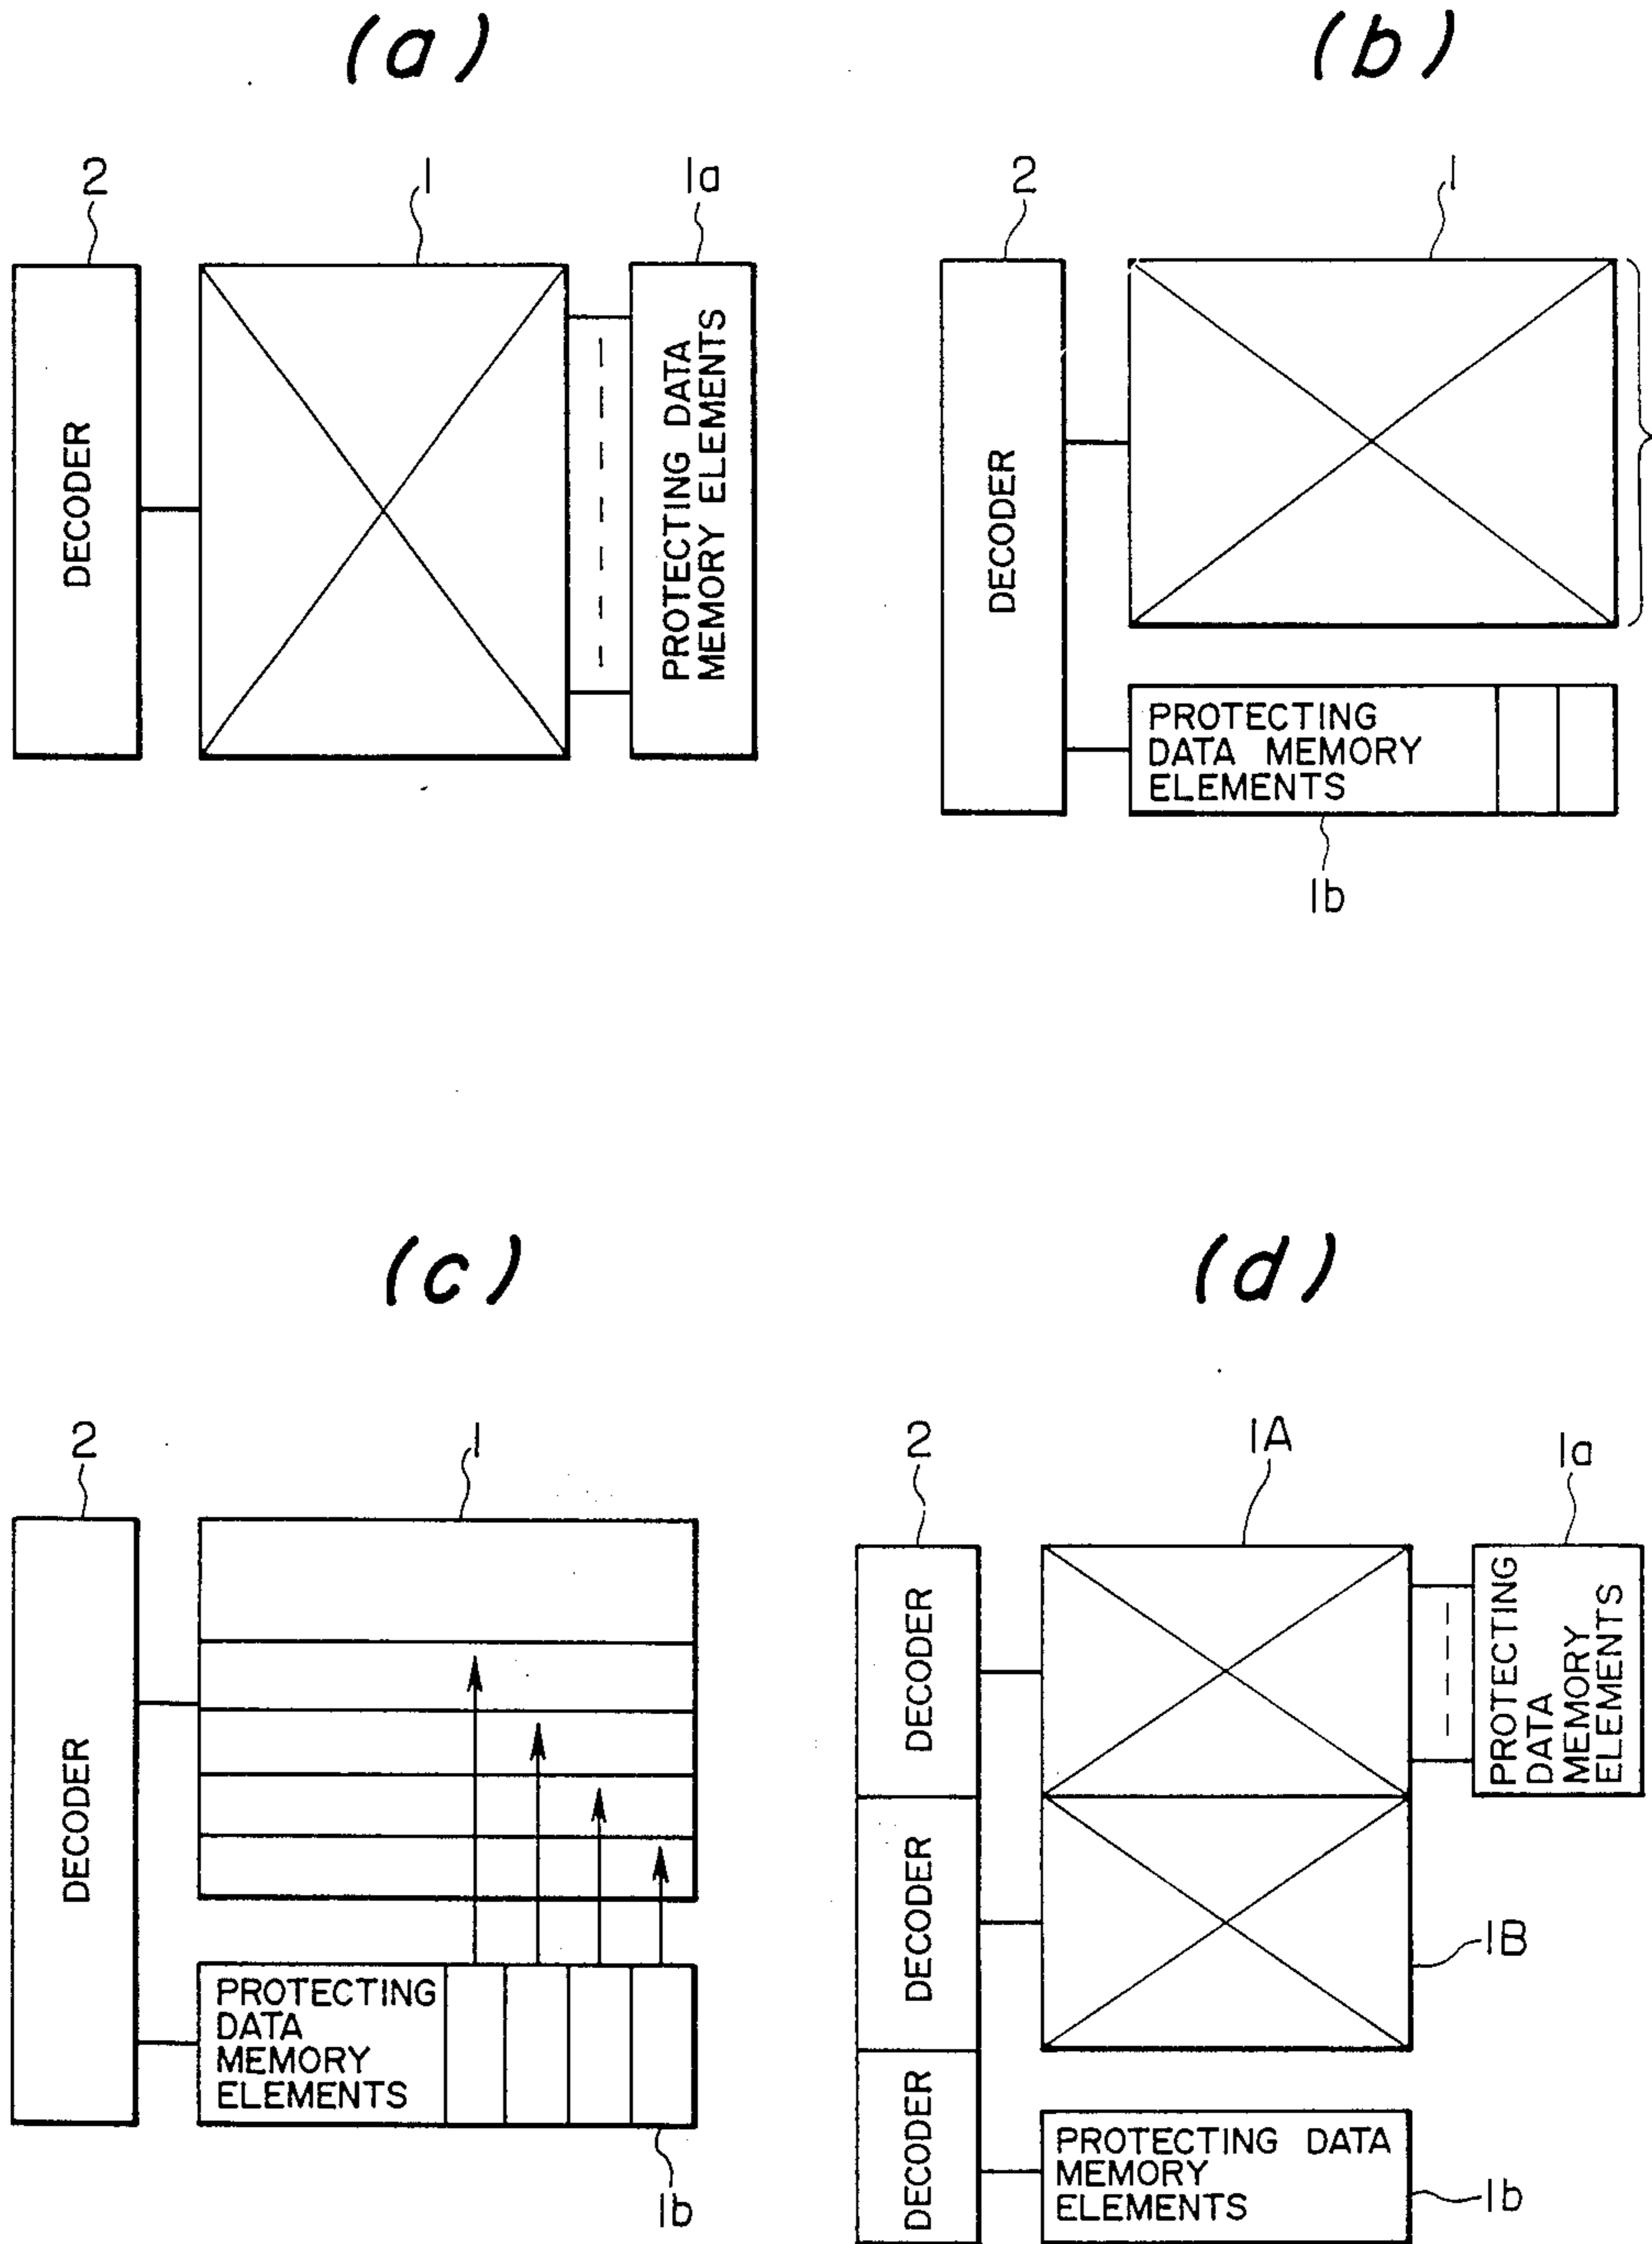 (a)
2
1
1a
DECODER
PROTECTING DATA
MEMORY ELEMENTS
(b)
2
1
DECODER
PROTECTING
DATA MEMORY
ELEMENTS
1b
(c)
2
1
DECODER
PROTECTING
DATA
MEMORY
ELEMENTS
1b
(d)
2
1A
1a
DECODER
DECODER
DECODER
PROTECTING
DATA
MEMORY
ELEMENTS
1B
PROTECTING DATA
MEMORY
ELEMENTS
1b